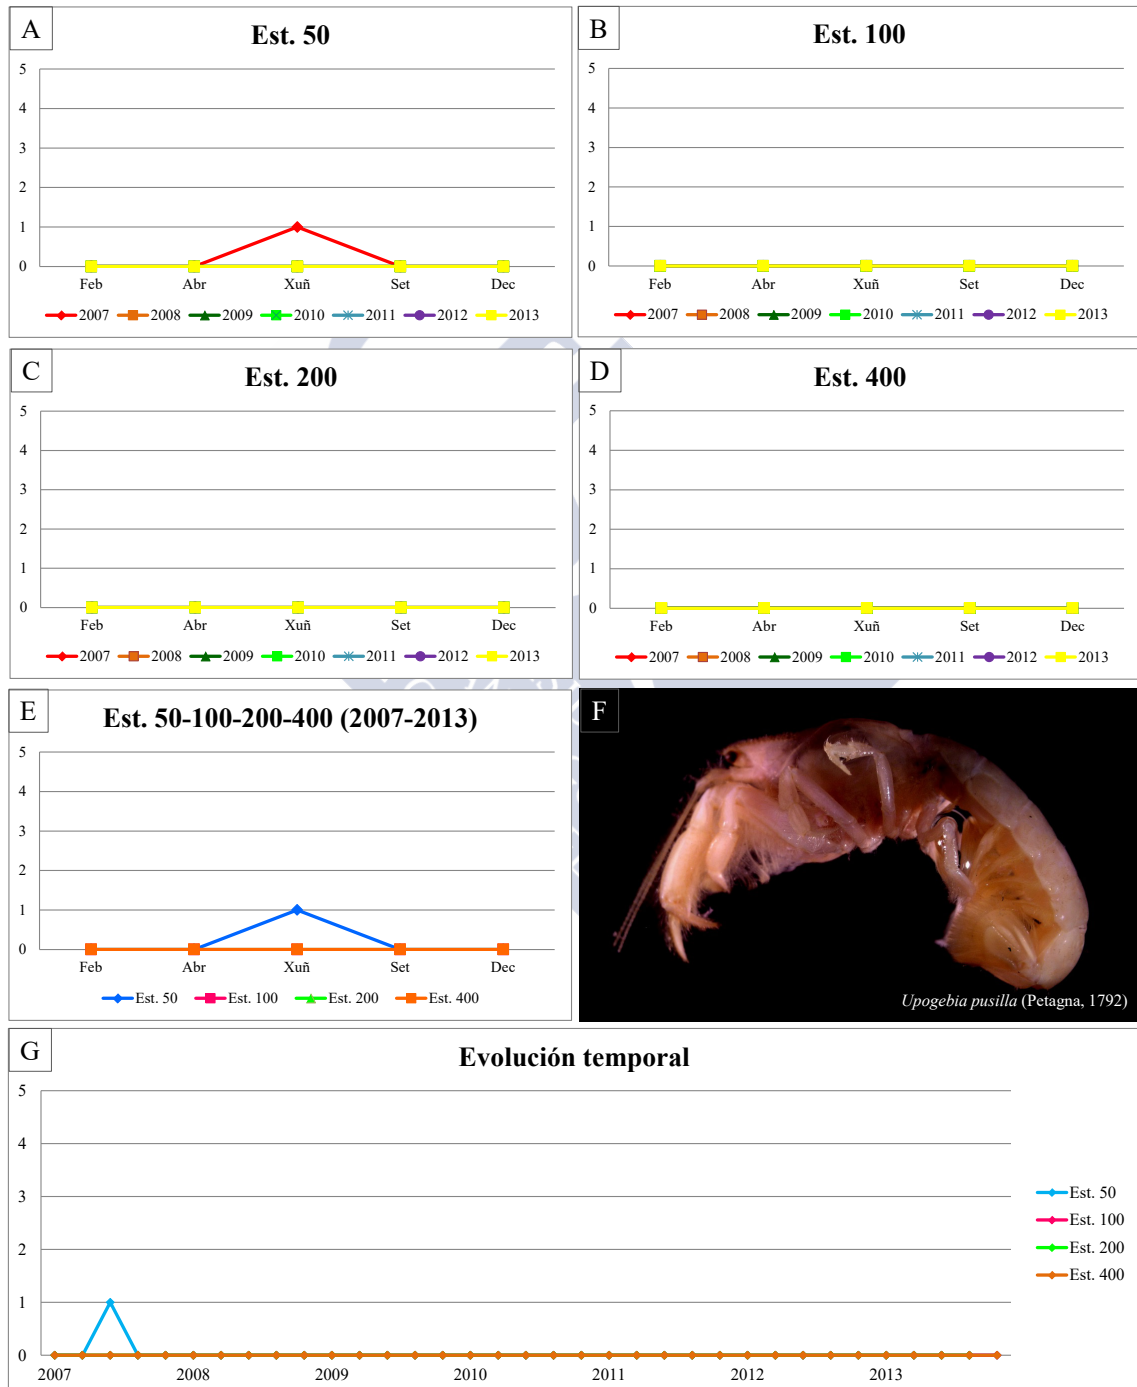 A
Est. 50
5
4
3
2
1
0
Feb Abr Xuñ Set Dec
2007 2008 2009 2010 2011 2012 2013
B
Est. 100
5
4
3
2
1
0
Feb Abr Xuñ Set Dec
2007 2008 2009 2010 2011 2012 2013
C
Est. 200
5
4
3
2
1
0
Feb Abr Xuñ Set Dec
2007 2008 2009 2010 2011 2012 2013
D
Est. 400
5
4
3
2
1
0
Feb Abr Xuñ Set Dec
2007 2008 2009 2010 2011 2012 2013
E
Est. 50-100-200-400 (2007-2013)
5
4
3
2
1
0
Feb Abr Xuñ Set Dec
Est. 50 Est. 100 Est. 200 Est. 400
F
Upogebia pusilla (Petagna, 1792)
G
Evolución temporal
5
4
3
2
1
0
2007 2008 2009 2010 2011 2012 2013
Est. 50
Est. 100
Est. 200
Est. 400